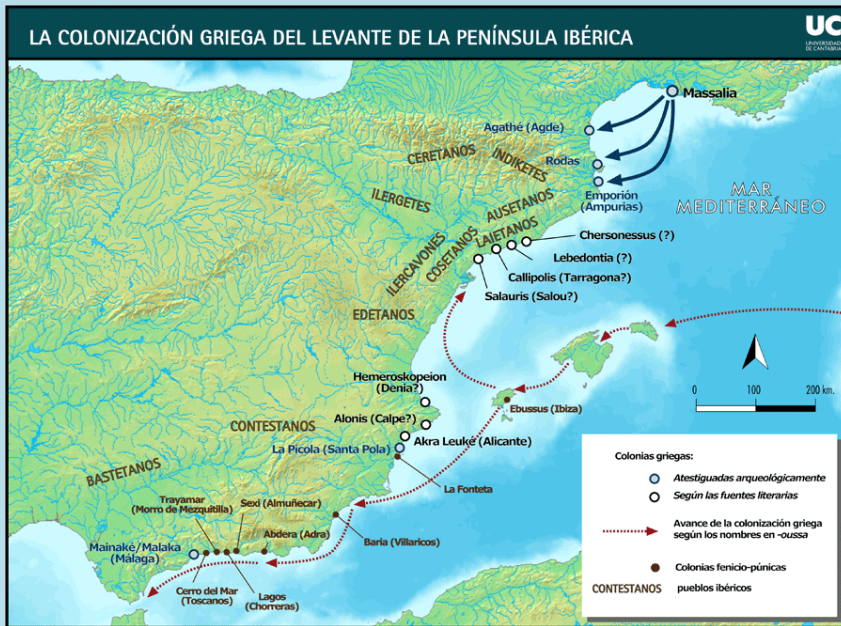 LA COLONIZACIÓN GRIEGA DEL LEVANTE DE LA PENÍNSULA IBÉRICA
UC
UNIVERSIDAD
DE CANTABRIA
Massalia
Agathé (Agde)
CERETANOS
INDIKETES
Rodas
Emporión
(Ampurias)
MAR
MEDITERRÁNEO
ILERGETES
AUSETANOS
LAIETANOS
COSETANOS
ILERCAVONES
Chersonessus (?)
Lebedontia (?)
Callipolis (Tarragona?)
Salauris (Salou?)
EDETANOS
Hemeroskopeion
(Denia?)
Ebussus (Ibiza)
0 100 200 km.
Alonis (Calpe?)
CONTESTANOS
Akra Leuké (Alicante)
La Picola (Santa Pola)
BASTETANOS
La Fonteta
Trayamar
(Morro de Mezquitilla)
Sexi (Almuñecar)
Abdera (Adra)
Baria (Villaricos)
Mainaké/Malaka
(Málaga)
Cerro del Mar
(Toscanos)
Lagos
(Chorreras)
Colonias griegas:
Atestiguadas arqueológicamente
Según las fuentes literarias
Avance de la colonización griega
según los nombres en -oussa
Colonias fenicio-púnicas
CONTESTANOS pueblos ibéricos